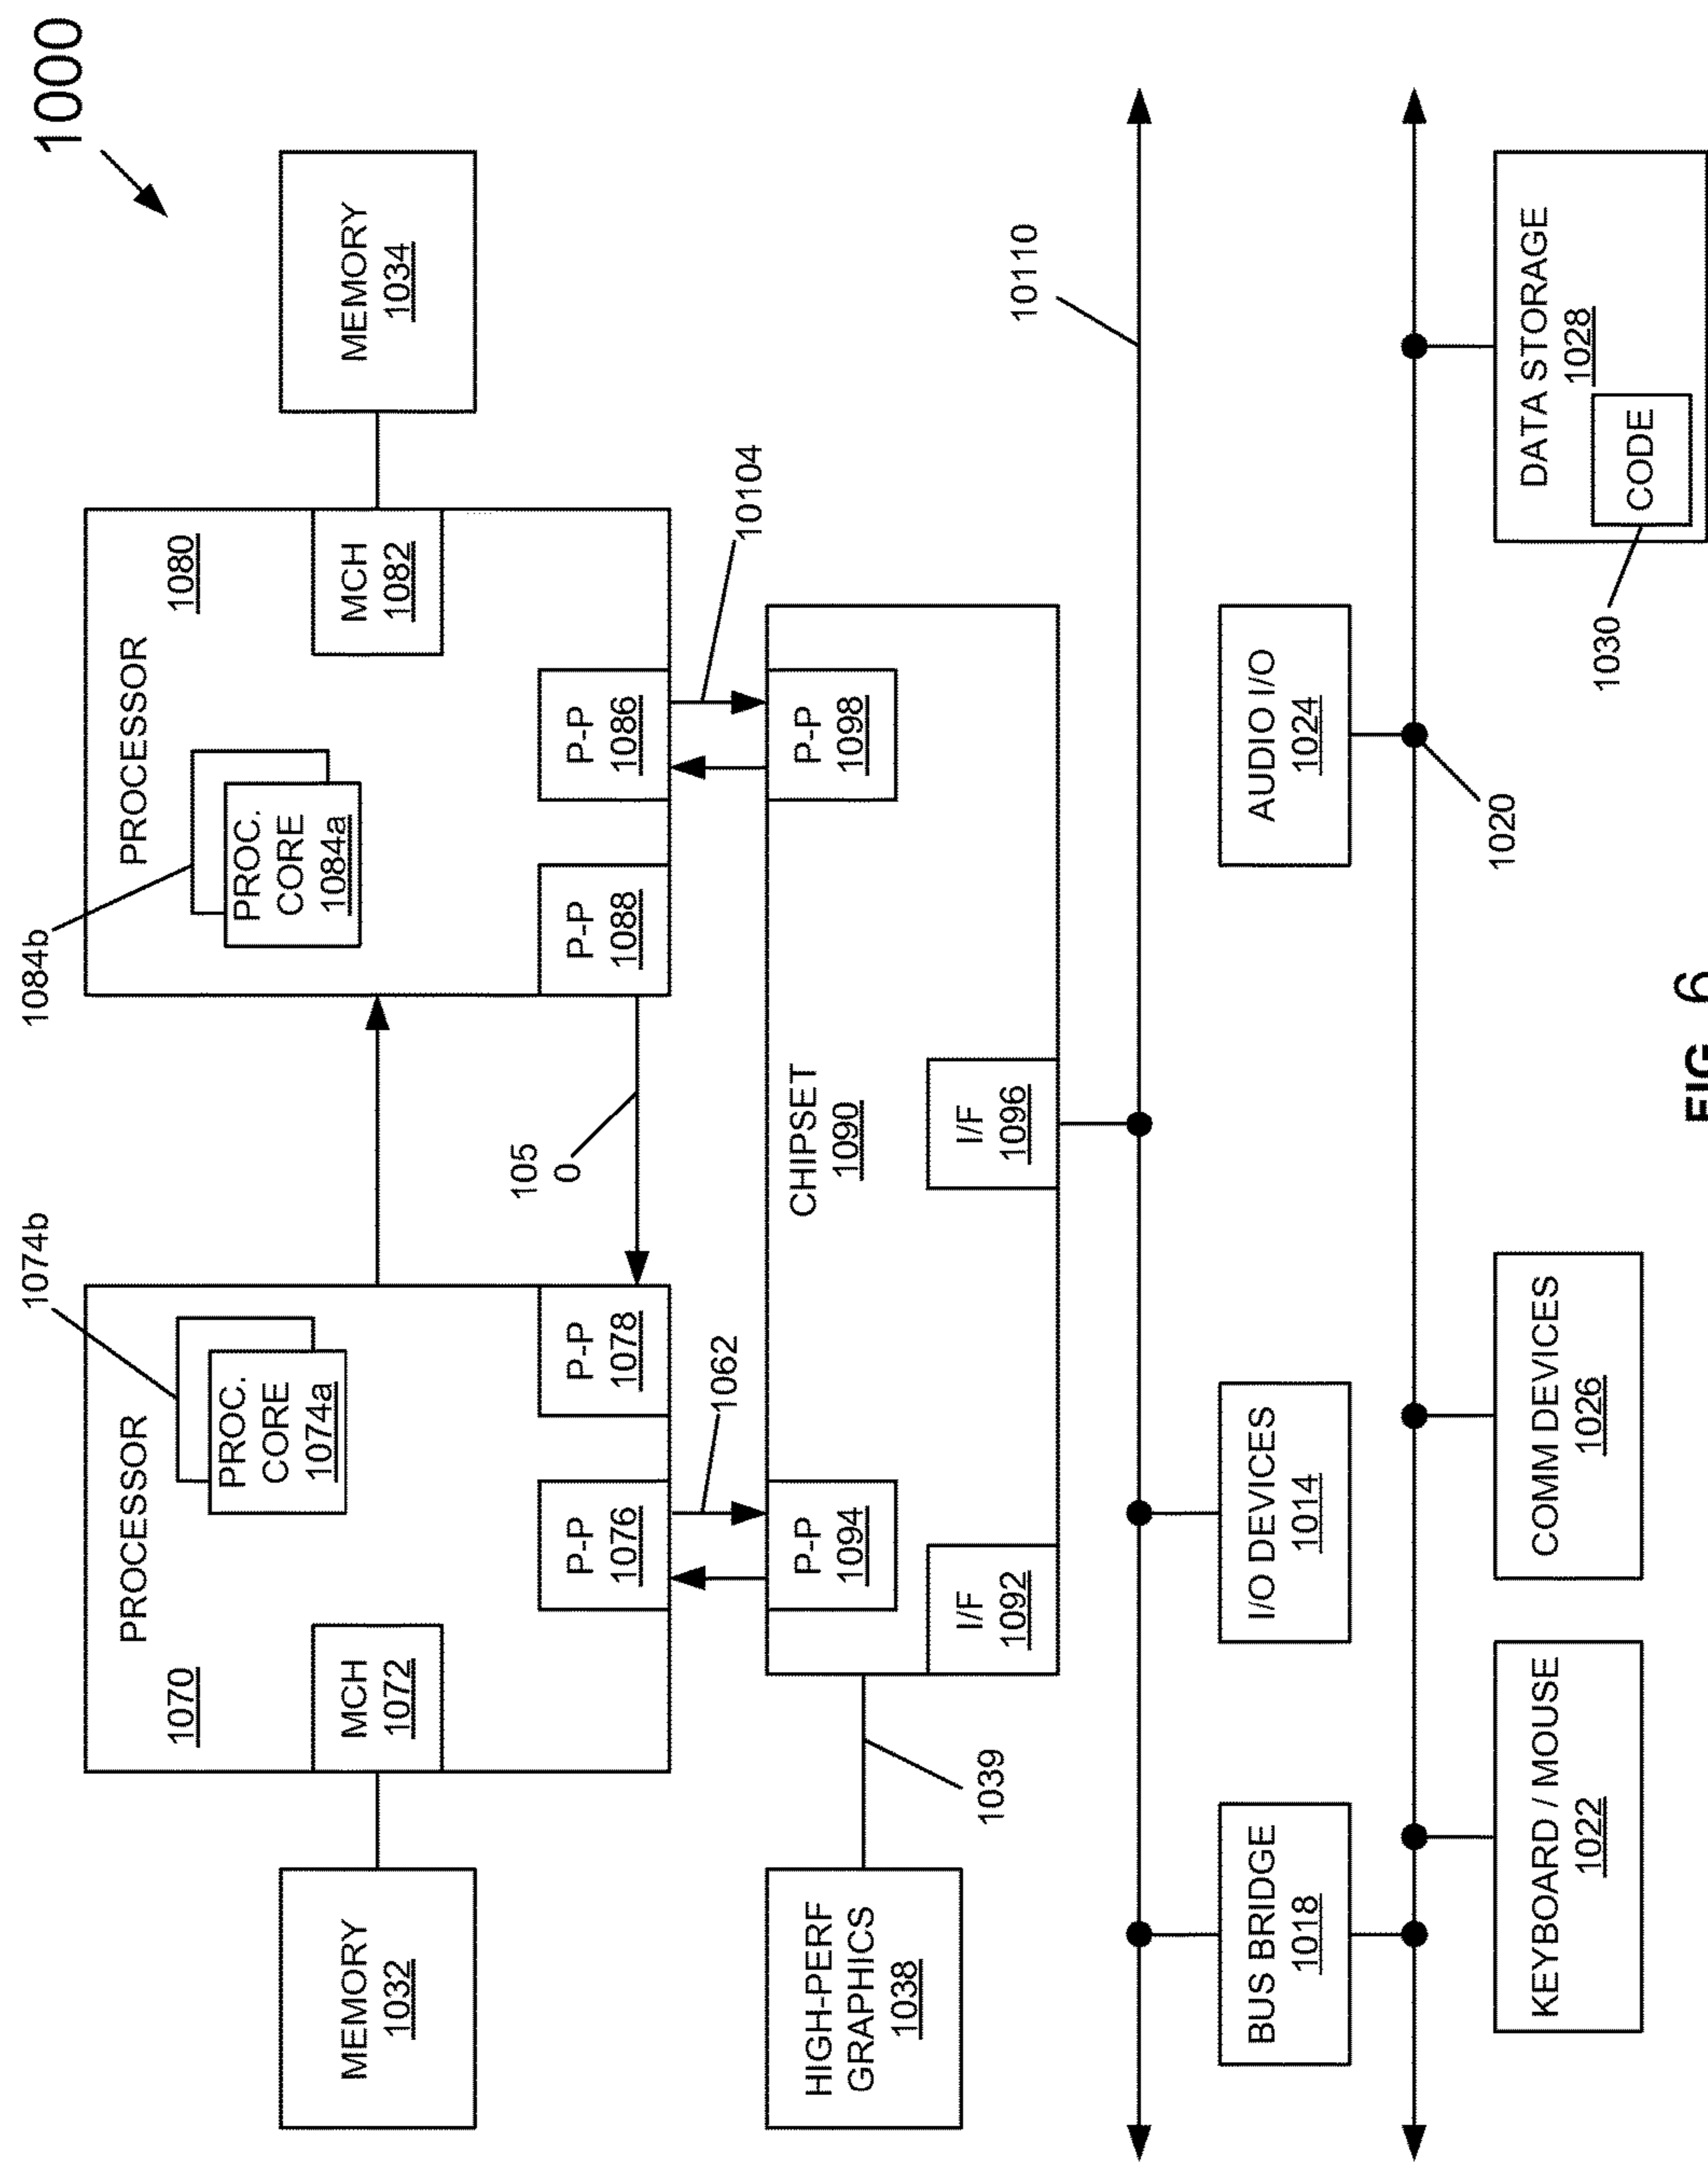 1000
1074b
1084b
PROCESSOR
1070
PROC.
CORE
1074a
MCH
1072
PROCESSOR
1080
PROC.
CORE
1084a
MCH
1082
MEMORY
1032
MEMORY
1034
P-P
1076
P-P
1078
105
0
P-P
1088
P-P
1086
1062
10104
HIGH-PERF
GRAPHICS
1038
1039
P-P
1094
CHIPSET
1090
P-P
1098
I/F
1092
I/F
1096
10110
BUS BRIDGE
1018
I/O DEVICES
1014
AUDIO I/O
1024
1020
KEYBOARD / MOUSE
1022
COMM DEVICES
1026
DATA STORAGE
1028
CODE
1030
FIG